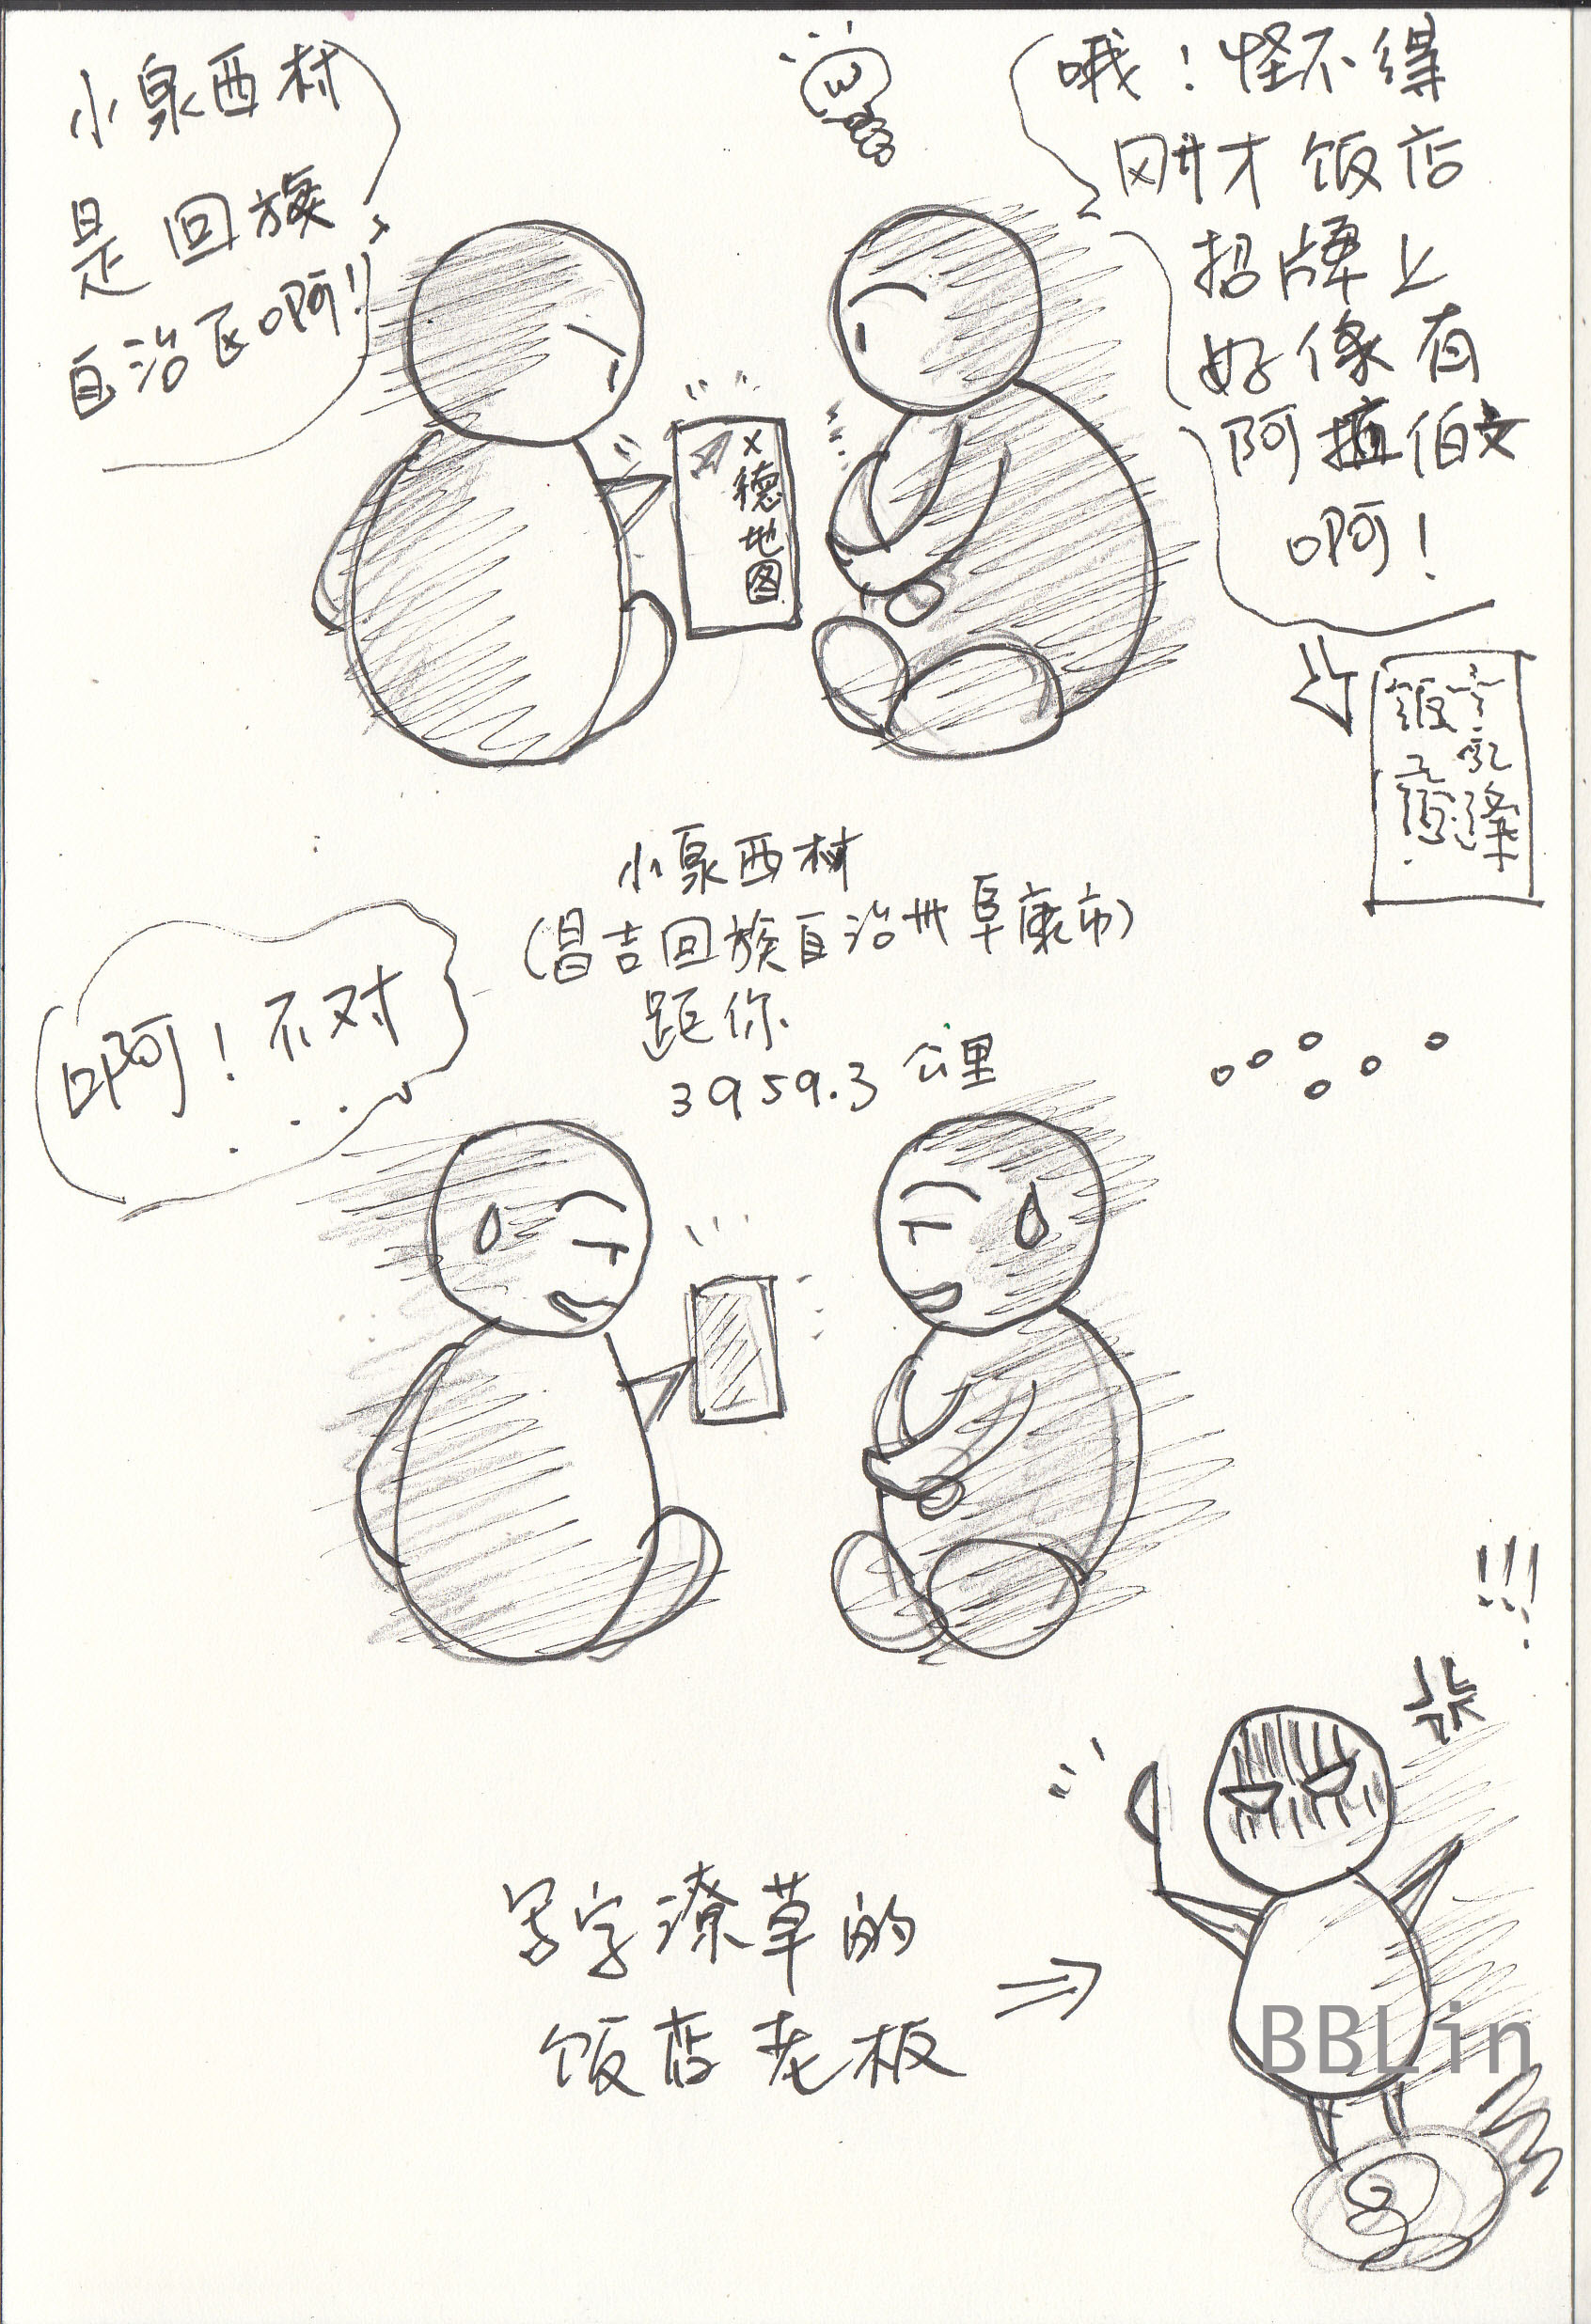 小泉西村
是回族
自治区啊!!
哦！怪不得
刚才饭店
招牌上
好像有
阿拉伯文
啊！
X德地图
小泉西村
(昌吉回族自治州阜康市)
距你
3959.3公里
啊！不对
...
!!!
写字潦草的
饭店老板
BBLin